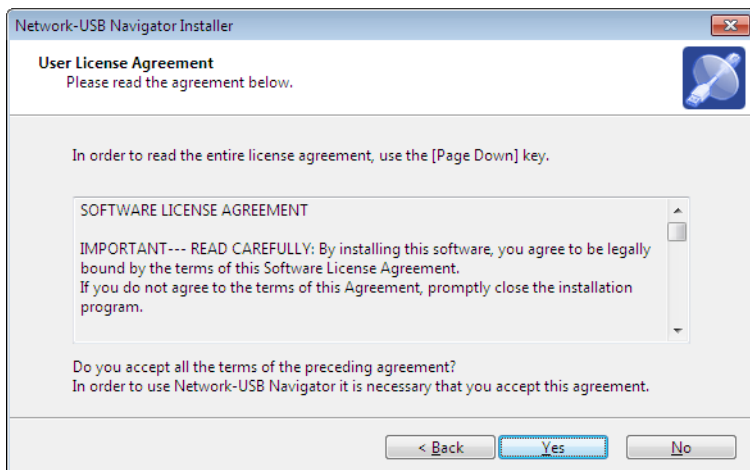 Network-USB Navigator Installer
User License Agreement
Please read the agreement below.
In order to read the entire license agreement, use the [Page Down] key.
SOFTWARE LICENSE AGREEMENT
IMPORTANT--- READ CAREFULLY: By installing this software, you agree to be legally
bound by the terms of this Software License Agreement.
If you do not agree to the terms of this Agreement, promptly close the installation
program.
Do you accept all the terms of the preceding agreement?
In order to use Network-USB Navigator it is necessary that you accept this agreement.
< Back Yes No